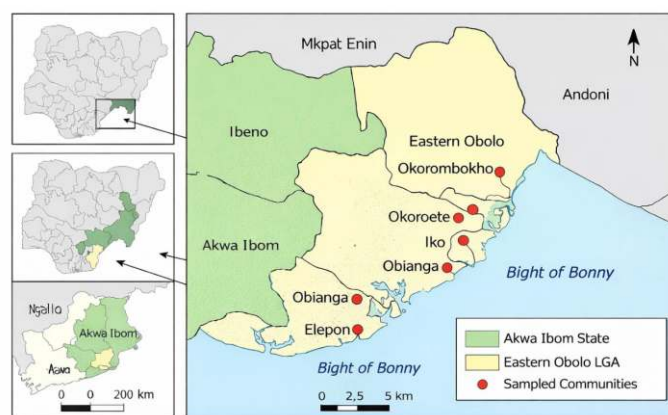 Mkpat Enin
N
Andoni
Ibeno
Eastern Obolo
Okorombokho
Okoroete
Akwa Ibom
Iko
Obianga
Bight of Bonny
Obianga
Elepon
Bight of Bonny
Ngalla
Akwa Ibom
Aawa
0 0 200 km
0 2,5 5 km
Akwa Ibom State
Eastern Obolo LGA
Sampled Communities